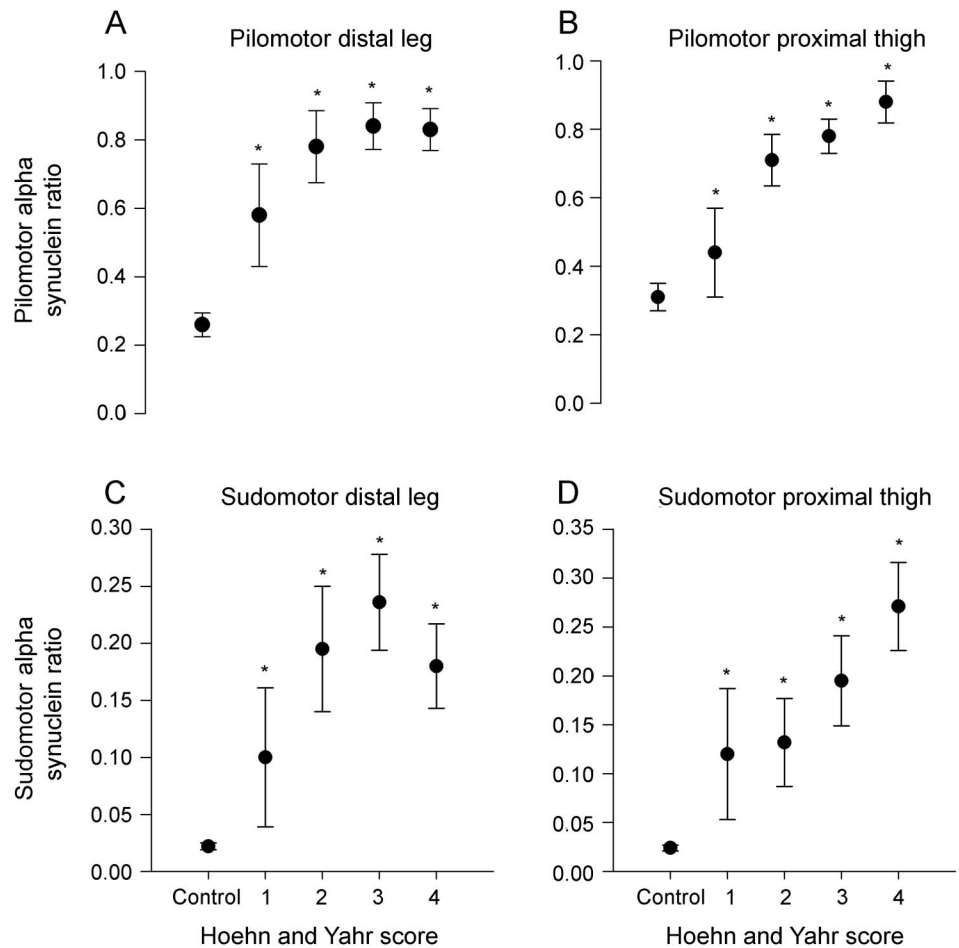 A
Pilomotor distal leg
Pilomotor alpha
synuclein ratio
1.0
0.8
0.6
0.4
0.2
0.0
*
*
*
*
B
Pilomotor proximal thigh
1.0
0.8
0.6
0.4
0.2
0.0
*
*
*
*
C
Sudomotor distal leg
Sudomotor alpha
synuclein ratio
0.30
0.25
0.20
0.15
0.10
0.05
0.00
*
*
*
*
Control 1 2 3 4
Hoehn and Yahr score
D
Sudomotor proximal thigh
0.35
0.30
0.25
0.20
0.15
0.10
0.05
0.00
*
*
*
*
Control 1 2 3 4
Hoehn and Yahr score